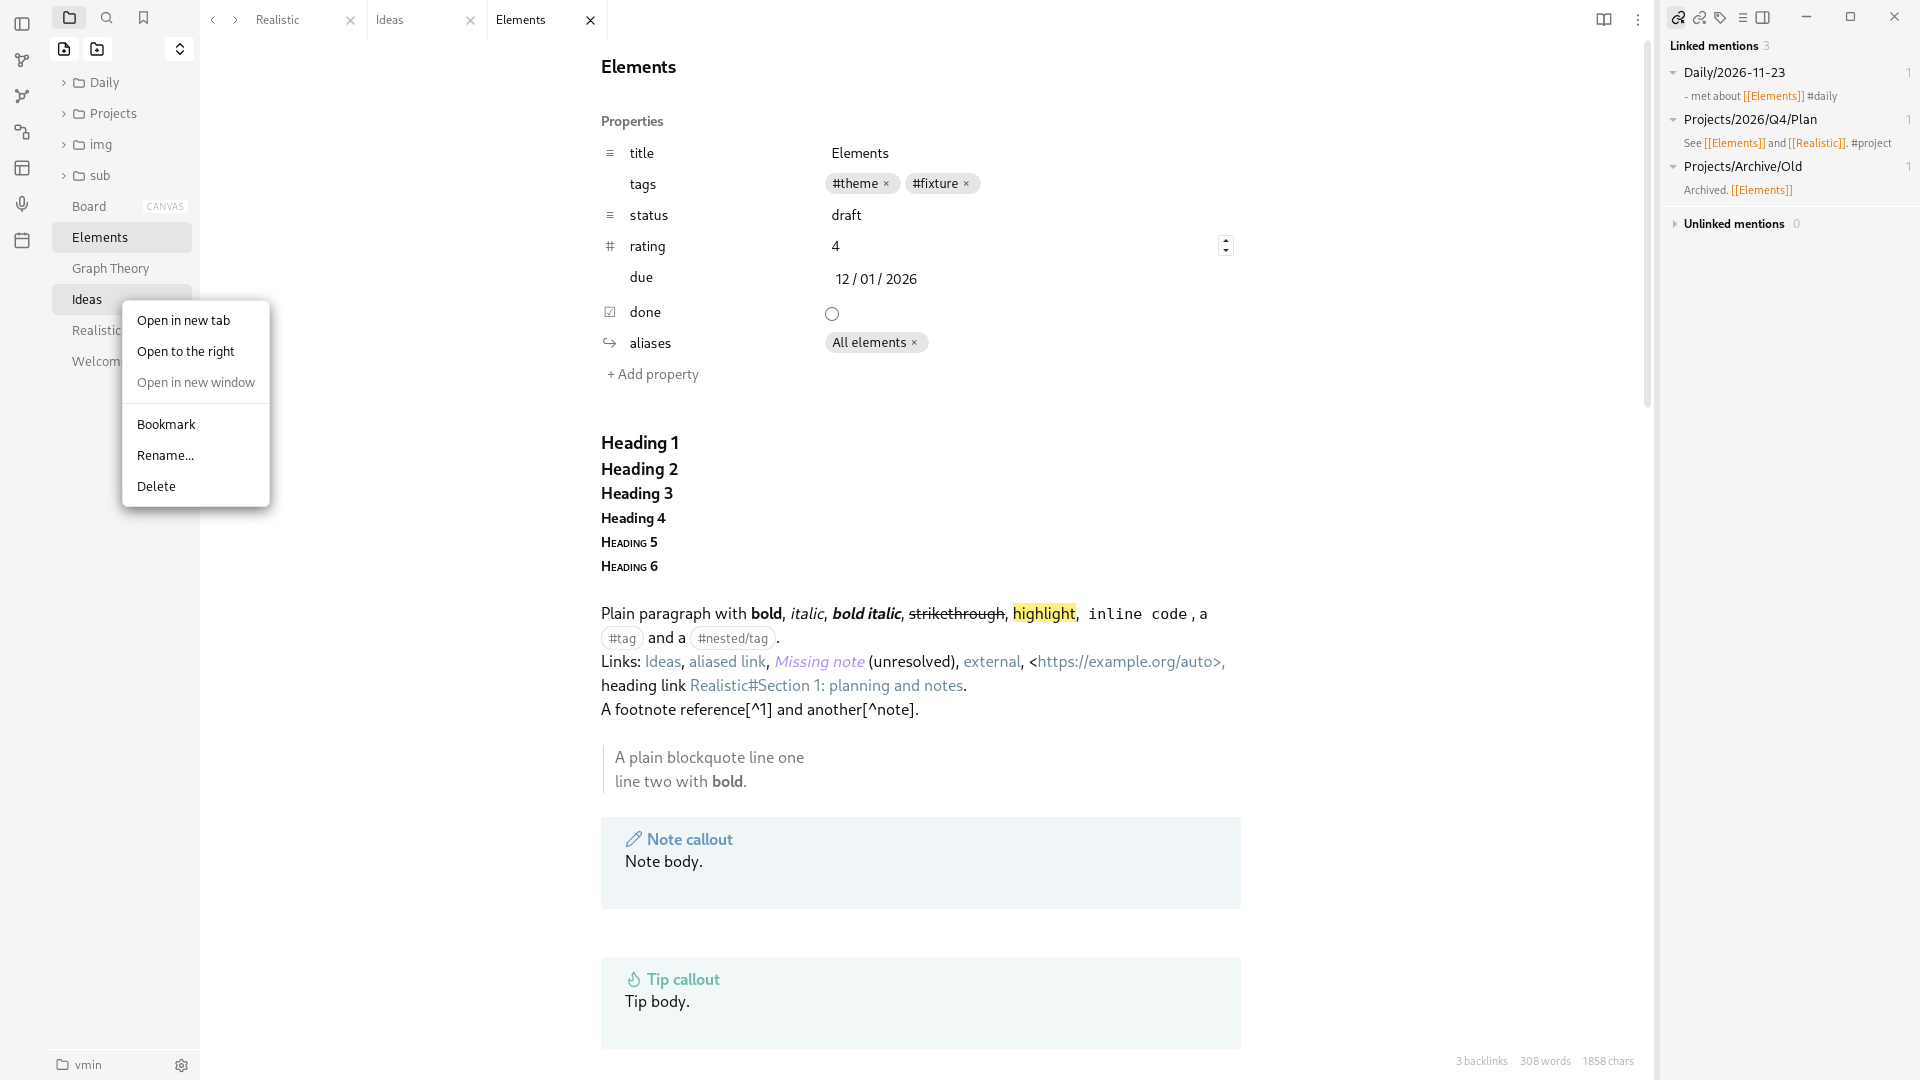 Realistic
Ideas
Elements
Daily
Projects
img
sub
Board CANVAS
Elements
Graph Theory
Ideas
Realistic
Welcom
Open in new tab
Open to the right
Open in new window
Bookmark
Rename...
Delete
vmin
Elements
Properties
title Elements
tags #theme × #fixture ×
status draft
rating 4
due 12/01/2026
done
aliases All elements ×
+ Add property
Heading 1
Heading 2
Heading 3
Heading 4
Heading 5
Heading 6
Plain paragraph with bold, italic, bold italic, strikethrough, highlight, inline code, a
#tag and a #nested/tag.
Links: Ideas, aliased link, Missing note (unresolved), external, <https://example.org/auto>,
heading link Realistic#Section 1: planning and notes.
A footnote reference[^1] and another[^note].
A plain blockquote line one
line two with bold.
Note callout
Note body.
Tip callout
Tip body.
3 backlinks 308 words 1858 chars
Linked mentions 3
Daily/2026-11-23 1
- met about [[Elements]] #daily
Projects/2026/Q4/Plan 1
See [[Elements]] and [[Realistic]]. #project
Projects/Archive/Old 1
Archived. [[Elements]]
Unlinked mentions 0